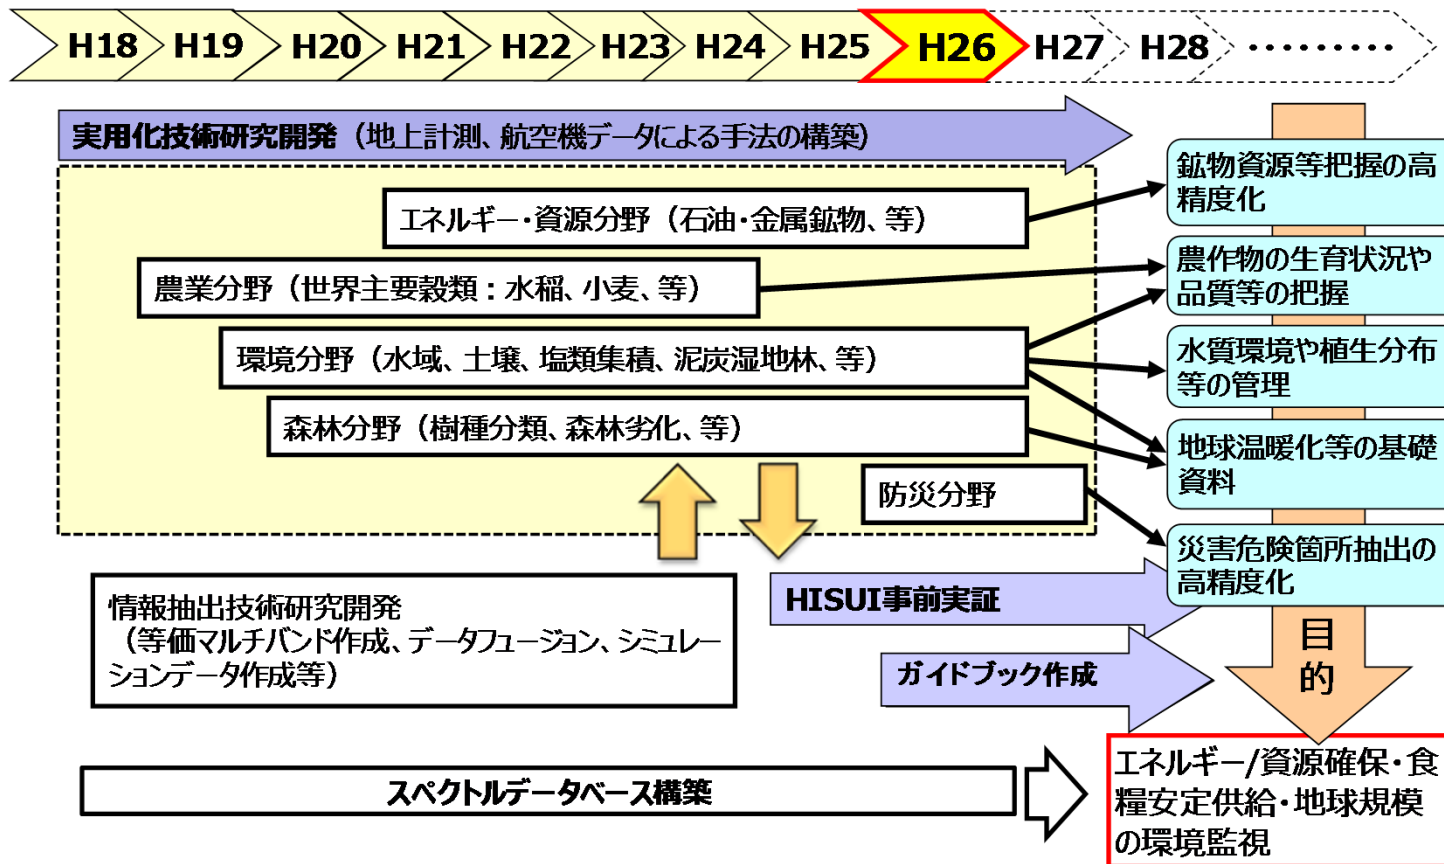 H18 H19 H20 H21 H22 H23 H24 H25 H26 H27 H28 ………
実用化技術研究開発（地上計測、航空機データによる手法の構築）
鉱物資源等把握の高
精度化
エネルギー・資源分野（石油・金属鉱物、等）
農作物の生育状況や
品質等の把握
農業分野（世界主要穀類：水稲、小麦、等）
環境分野（水域、土壌、塩類集積、泥炭湿地林、等）
水質環境や植生分布
等の管理
森林分野（樹種分類、森林劣化、等）
地球温暖化等の基礎
資料
防災分野
災害危険箇所抽出の
高精度化
情報抽出技術研究開発
（等価マルチバンド作成、データフュージョン、シミュレー
ションデータ作成等）
HISUI事前実証
ガイドブック作成
目
的
スペクトルデータベース構築
エネルギー/資源確保・食
糧安定供給・地球規模
の環境監視